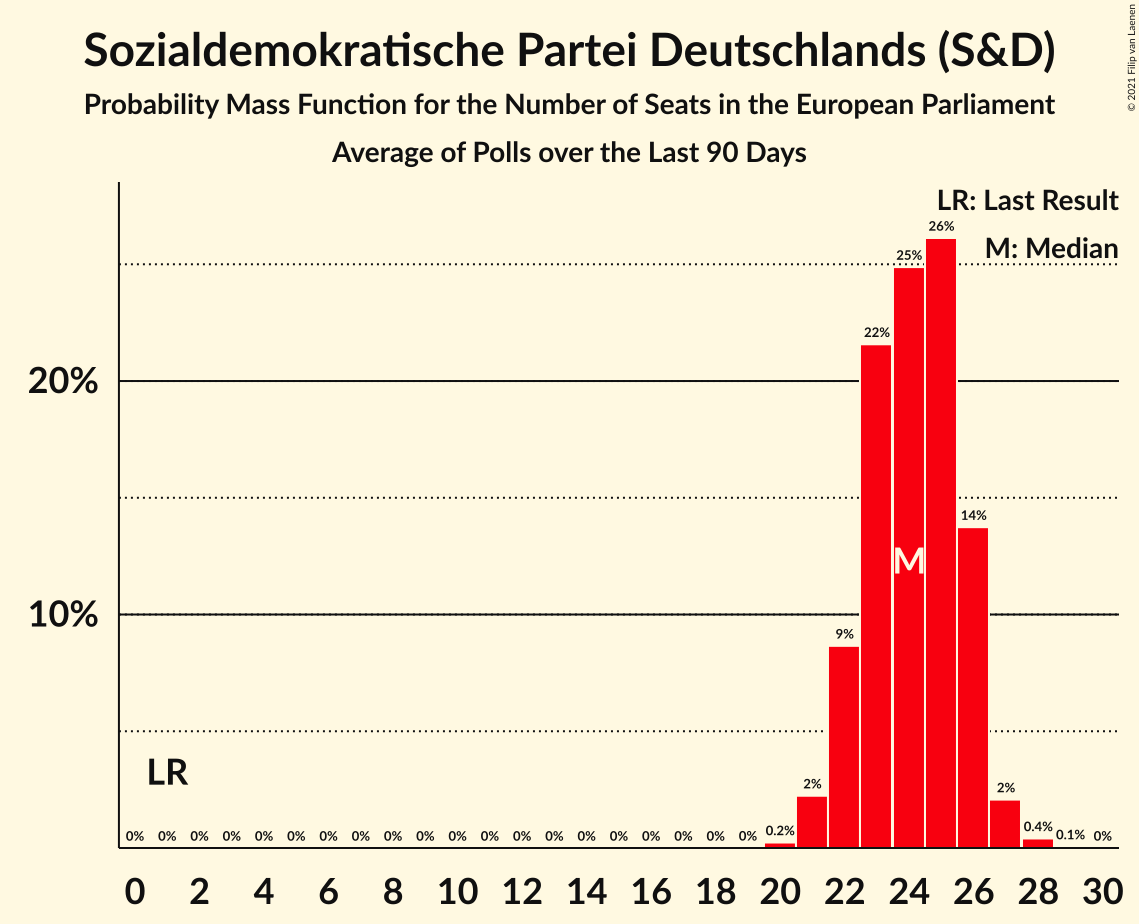 Sozialdemokratische Partei Deutschlands (S&D)
Probability Mass Function for the Number of Seats in the European Parliament
Average of Polls over the Last 90 Days
© 2021 Filip van Laenen
LR: Last Result
M: Median
26%
25%
22%
20%
14%
M
10%
9%
LR
2%
2%
0% 0% 0% 0% 0% 0% 0% 0% 0% 0% 0% 0% 0% 0% 0% 0% 0% 0% 0% 0% 0.2% 0.4% 0.1% 0%
0 2 4 6 8 10 12 14 16 18 20 22 24 26 28 30